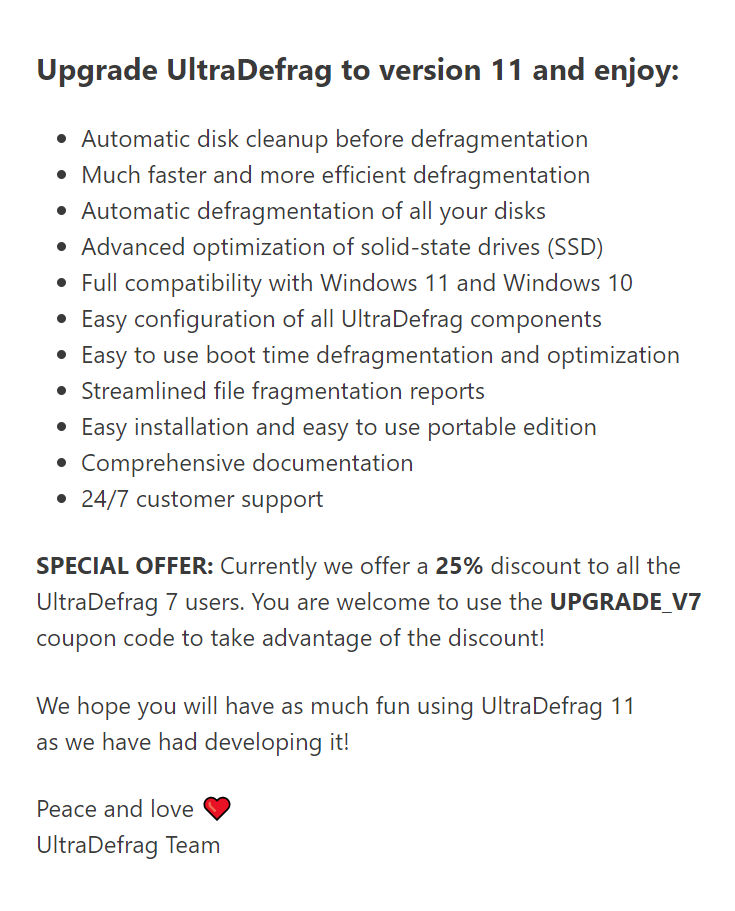 Upgrade UltraDefrag to version 11 and enjoy:
• Automatic disk cleanup before defragmentation
• Much faster and more efficient defragmentation
• Automatic defragmentation of all your disks
• Advanced optimization of solid-state drives (SSD)
• Full compatibility with Windows 11 and Windows 10
• Easy configuration of all UltraDefrag components
• Easy to use boot time defragmentation and optimization
• Streamlined file fragmentation reports
• Easy installation and easy to use portable edition
• Comprehensive documentation
• 24/7 customer support
SPECIAL OFFER: Currently we offer a 25% discount to all the
UltraDefrag 7 users. You are welcome to use the UPGRADE_V7
coupon code to take advantage of the discount!
We hope you will have as much fun using UltraDefrag 11
as we have had developing it!
Peace and love ❤️
UltraDefrag Team